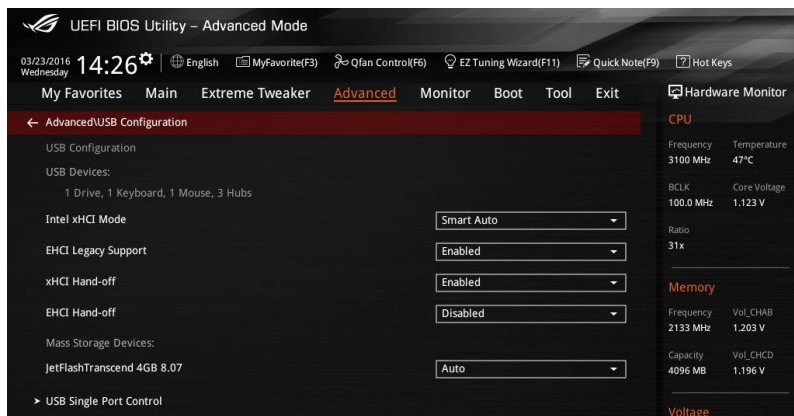 UEFI BIOS Utility – Advanced Mode
03/23/2016
Wednesday
14:26
English
MyFavorite(F3)
Qfan Control(F6)
EZ Tuning Wizard(F11)
Quick Note(F9)
? Hot Keys
My Favorites Main Extreme Tweaker Advanced Monitor Boot Tool Exit
Hardware Monitor
← Advanced\USB Configuration
USB Configuration
USB Devices:
1 Drive, 1 Keyboard, 1 Mouse, 3 Hubs
Intel xHCI Mode Smart Auto
EHCI Legacy Support Enabled
xHCI Hand-off Enabled
EHCI Hand-off Disabled
Mass Storage Devices:
JetFlashTranscend 4GB 8.07 Auto
USB Single Port Control
CPU
Frequency Temperature
3100 MHz 47°C
BCLK Core Voltage
100.0 MHz 1.123 V
Ratio
31x
Memory
Frequency Vol_CHAB
2133 MHz 1.203 V
Capacity Vol_CHCD
4096 MB 1.196 V
Voltage